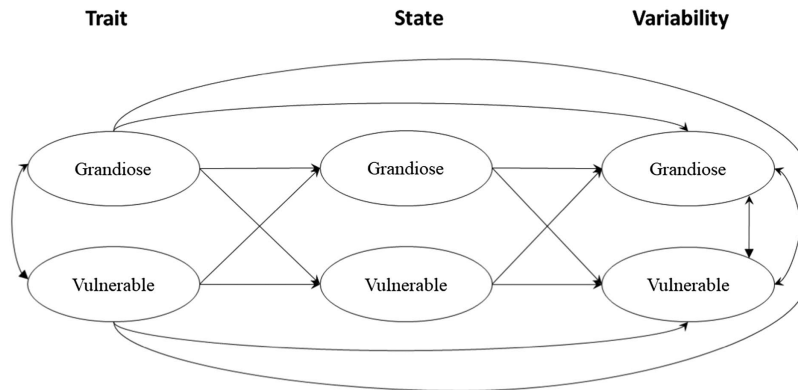 Trait State Variability
Grandiose Grandiose Grandiose
Vulnerable Vulnerable Vulnerable